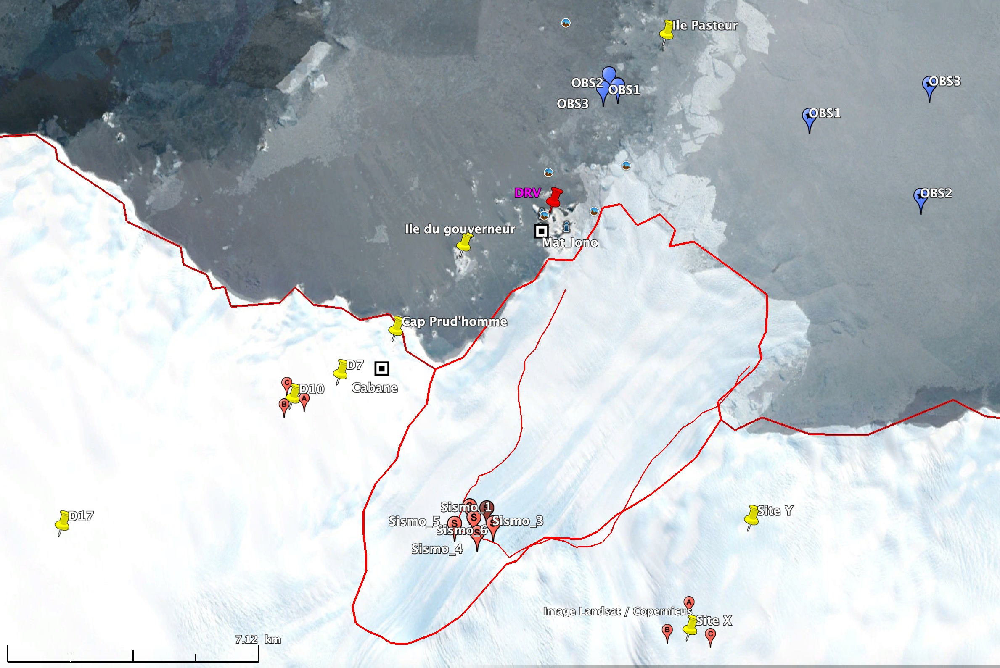 Ile Pasteur
OBS2
OBS1
OBS3
OBS3
OBS1
OBS2
DRV
Ile du gouverneur
Mat_Iono
Cap Prud'homme
D7
Cabane
C
D10
B
A
D17
Sismo_1
S
Sismo_5
S
S
S
Sismo_3
Sismo_6
S
Sismo_4
Site Y
A
Image Landsat / Copernicus
Site X
B
C
7.12 km